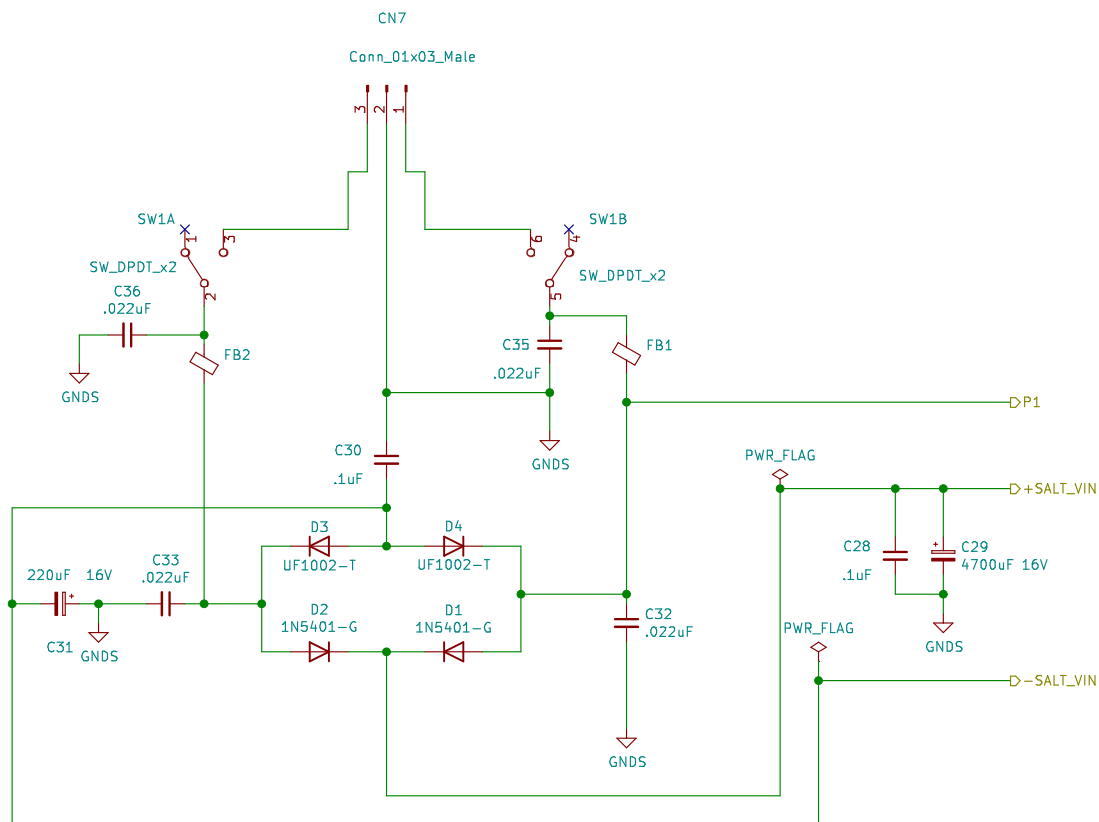 CN7
Conn_01x03_Male
3
2
1
SW1A
1
3
SW_DPDT_x2
2
6
4
SW1B
SW_DPDT_x2
5
C36
.022uF
GNDS
FB2
C35
.022uF
FB1
GNDS
P1
C30
.1uF
PWR_FLAG
+SALT_VIN
D3
UF1002-T
D4
UF1002-T
C28
.1uF
C29
4700uF 16V
GNDS
220uF 16V
C31
GNDS
C33
.022uF
D2
1N5401-G
D1
1N5401-G
C32
.022uF
GNDS
PWR_FLAG
-SALT_VIN